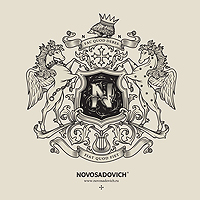 FAC QUOD DEBES
N N
N
FIAT QUOD FIET
NOVOSADOVICH®
www.novosadovich.ru